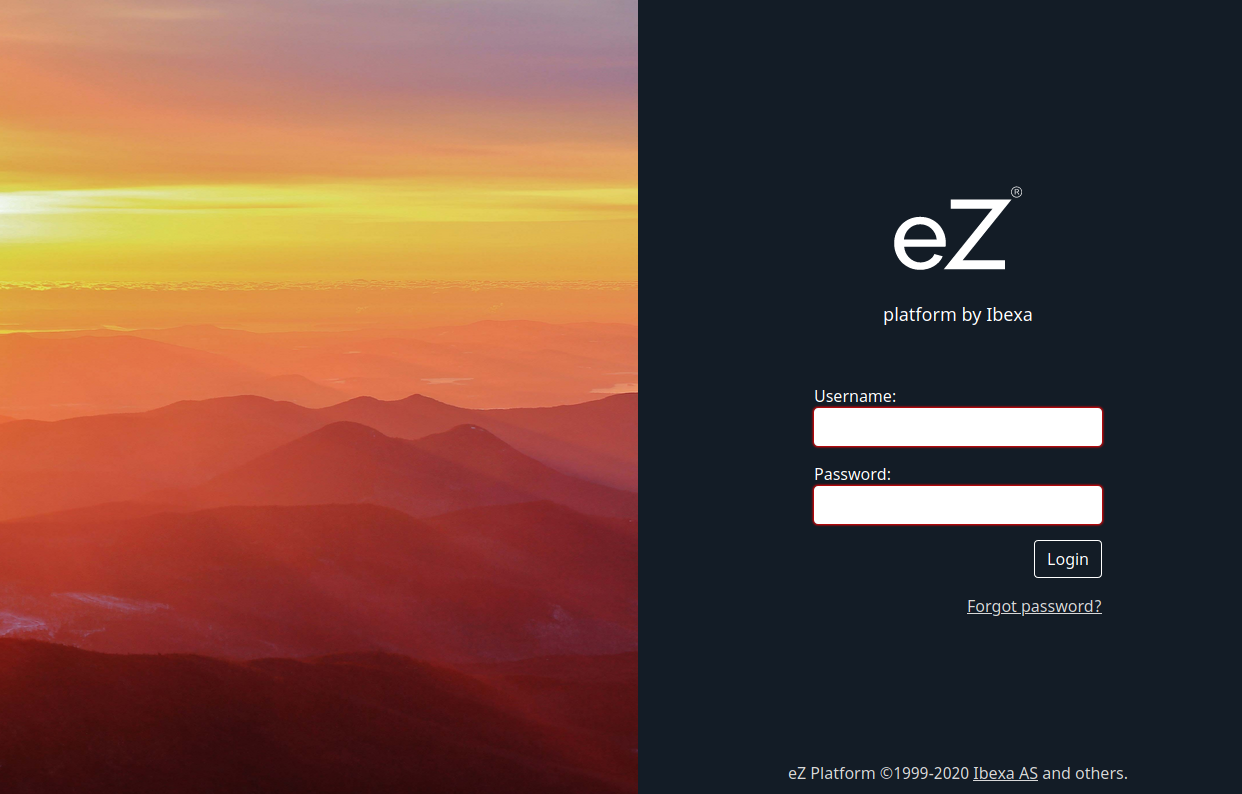 eZ®
platform by Ibexa
Username:
Password:
Login
Forgot password?
eZ Platform ©1999-2020 Ibexa AS and others.